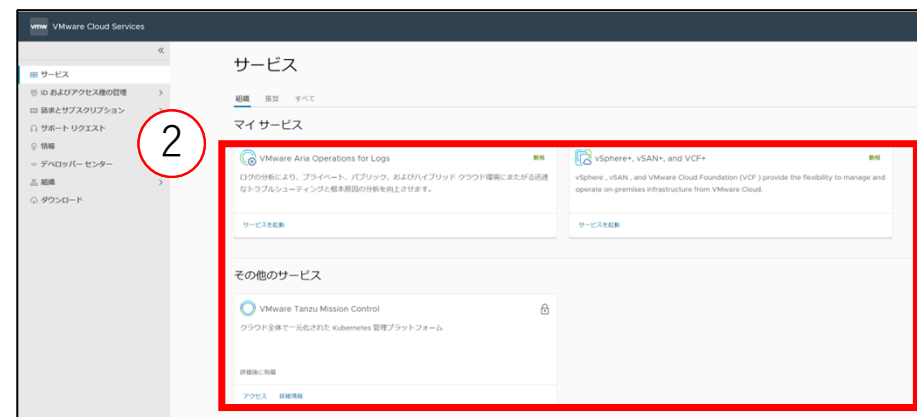 vmw VMware Cloud Services
サービス
ID およびアクセス権の管理
請求とサブスクリプション
サポート リクエスト
情報
デベロッパー センター
組織
ダウンロード
②
サービス
組織 推奨 すべて
マイ サービス
VMware Aria Operations for Logs 新規
ログの分析により、プライベート、パブリック、およびハイブリッド クラウド環境にまたがる迅速
なトラブルシューティングと根本原因の分析を向上させます。
サービスを起動
vSphere+, vSAN+, and VCF+ 新規
vSphere , vSAN , and VMware Cloud Foundation (VCF ) provide the flexibility to manage and
operate on-premises infrastructure from VMware Cloud.
サービスを起動
その他のサービス
VMware Tanzu Mission Control
クラウド全体で一元化された Kubernetes 管理プラットフォーム
評価後に有償
アクセス 詳細情報